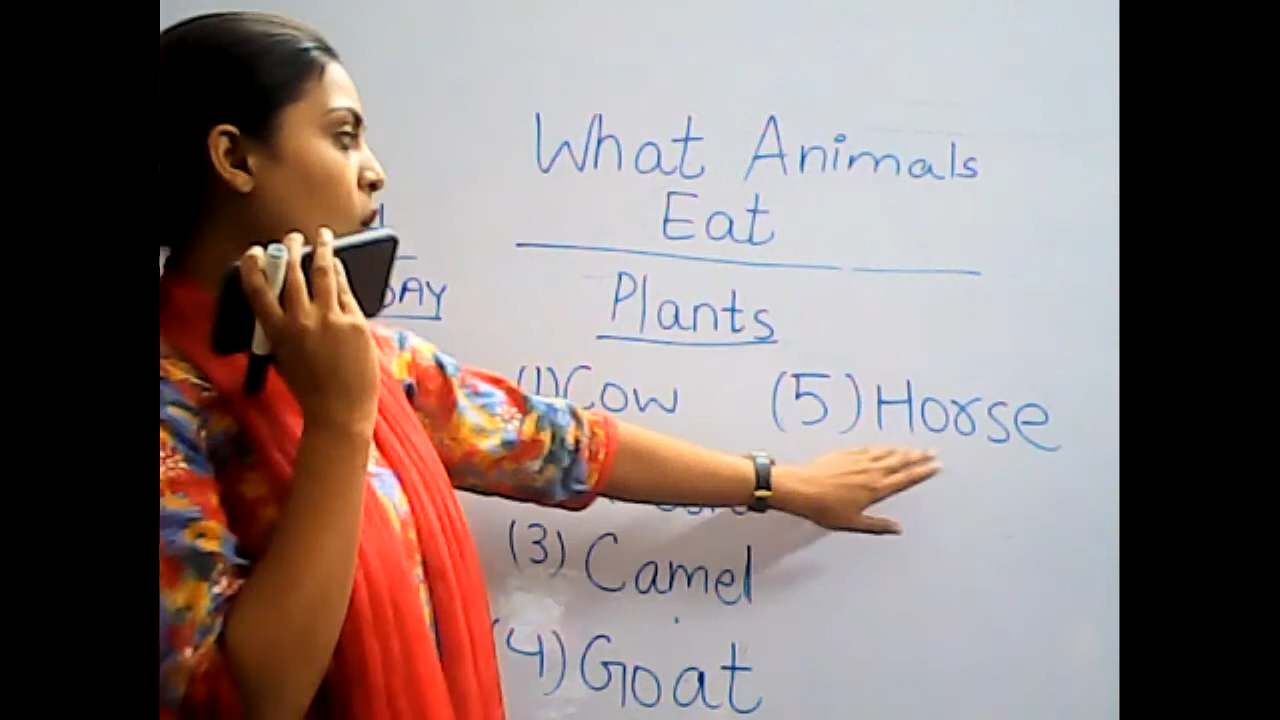 What Animals
Eat
Plants
(1) Cow
(3) Camel
(4) Goat
(5) Horse